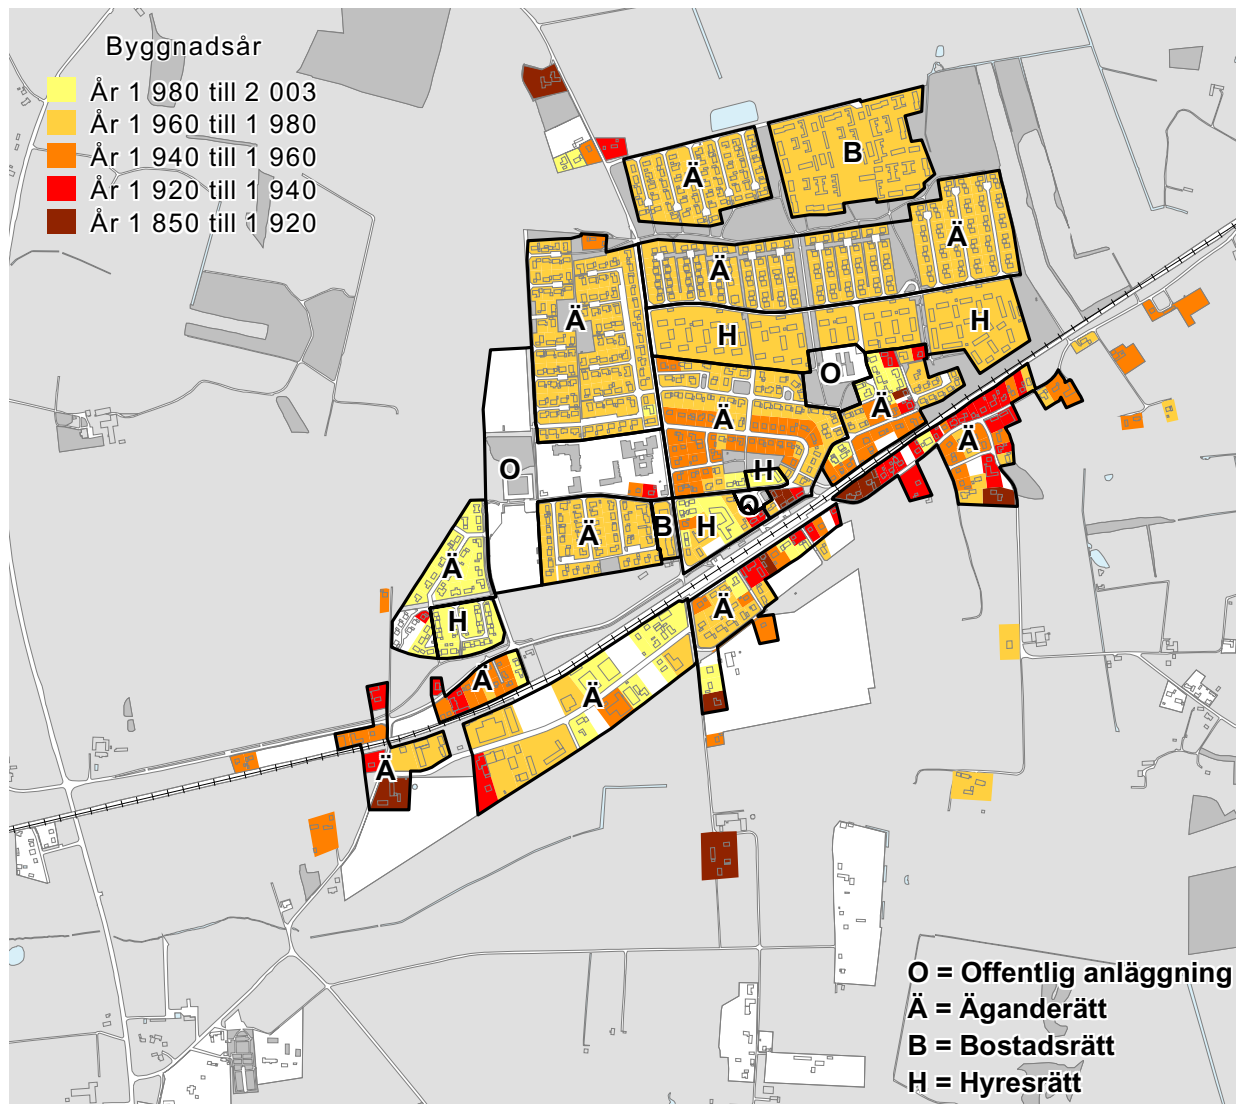 Byggnadsår
År 1 980 till 2 003
År 1 960 till 1 980
År 1 940 till 1 960
År 1 920 till 1 940
År 1 850 till 1 920
B
Ä
Ä
Ä
Ä
H
H
O
Ä
Ä
Ä
O
H
O
Ä
B
H
Ä
H
Ä
Ä
Ä
Ä
O = Offentlig anläggning
Ä = Äganderätt
B = Bostadsrätt
H = Hyresrätt